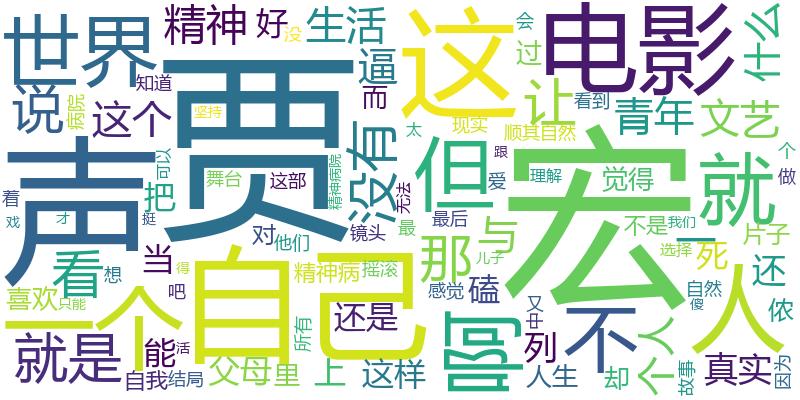 世界
精神
好
没
生活
这
电影
会
过
什么
说
病院
这个
知道
贾
逼
而
让
看到
青年
文艺
坚持
没有
太
现实
顺其自然
声
把
可以
舞台
这部
精神病院
无法
但
爱
跟
宏
理解
觉得
就
个
做
着
戏
才
挺
对
他们
镜头
最
最后
那
与
不是
我们
一
片子
看
想
当
得
自己
精神病
摇滚
感觉
磕
儿子
选择
死
还
喜欢
只能
一个
吧
所有
还是
啊
又
中
不
人
自然
傻
侬
就是
能
活
自我
结局
父母
里
上
这样
列
人生
却
个人
故事
真实
因为